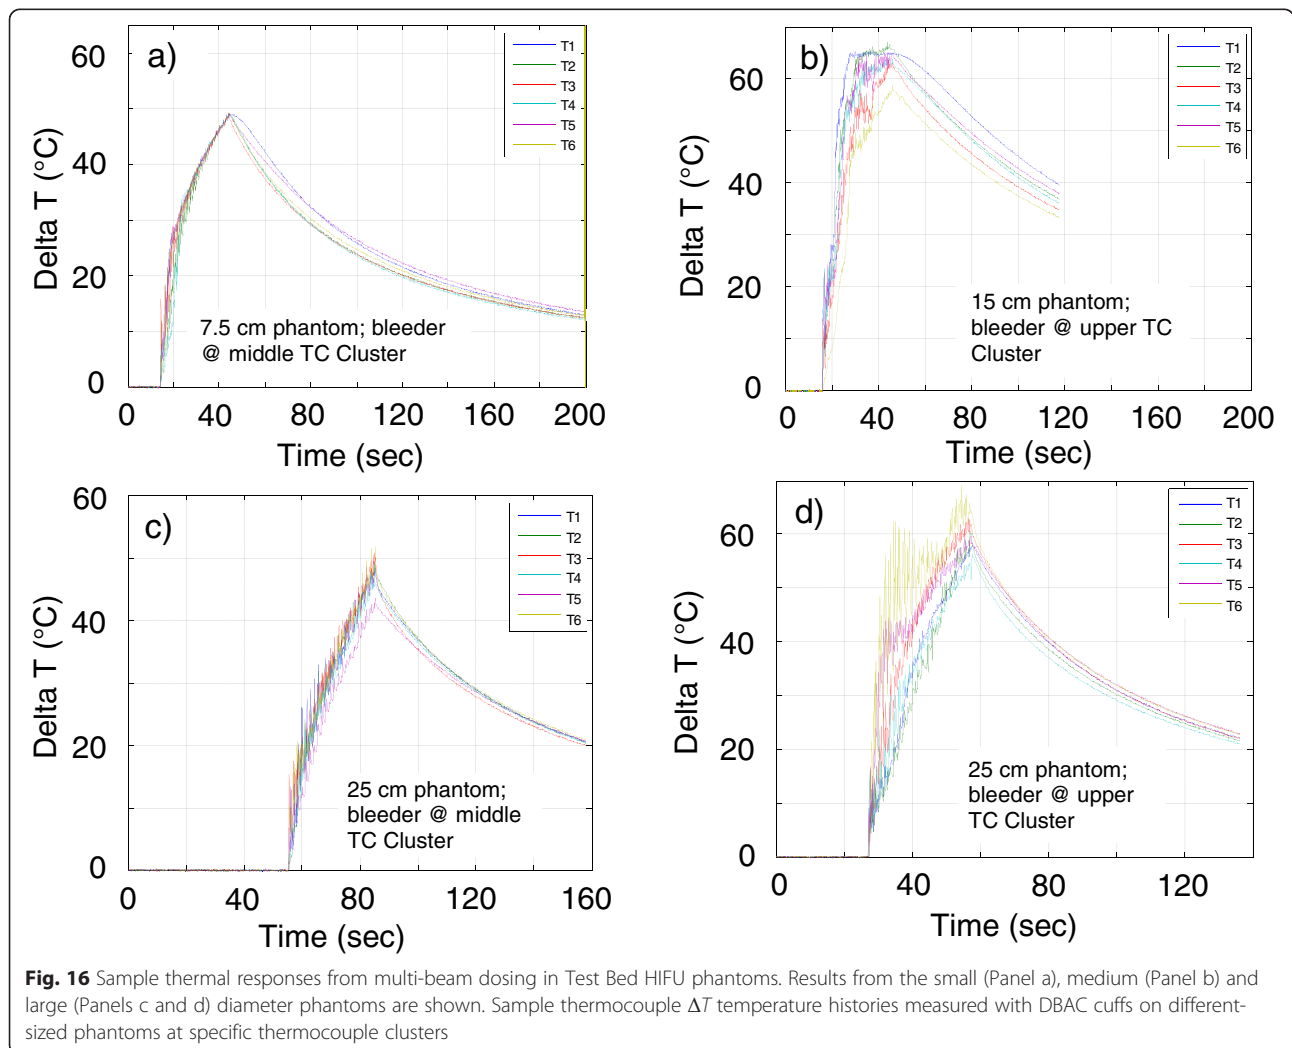 a)
60
40
20
0
Delta T (°C)
T1
T2
T3
T4
T5
T6
7.5 cm phantom; bleeder
@ middle TC Cluster
0 40 80 120 160 200
Time (sec)
b)
60
40
20
0
Delta T (°C)
T1
T2
T3
T4
T5
T6
15 cm phantom;
bleeder @ upper TC
Cluster
0 40 80 120 160 200
Time (sec)
c)
60
40
20
0
Delta T (°C)
T1
T2
T3
T4
T5
T6
25 cm phantom;
bleeder @ middle
TC Cluster
0 40 80 120 160
Time (sec)
d)
60
40
20
0
Delta T (°C)
T1
T2
T3
T4
T5
T6
25 cm phantom;
bleeder @ upper
TC Cluster
0 40 80 120
Time (sec)
Fig. 16 Sample thermal responses from multi-beam dosing in Test Bed HIFU phantoms. Results from the small (Panel a), medium (Panel b) and
large (Panels c and d) diameter phantoms are shown. Sample thermocouple ΔT temperature histories measured with DBAC cuffs on different-
sized phantoms at specific thermocouple clusters